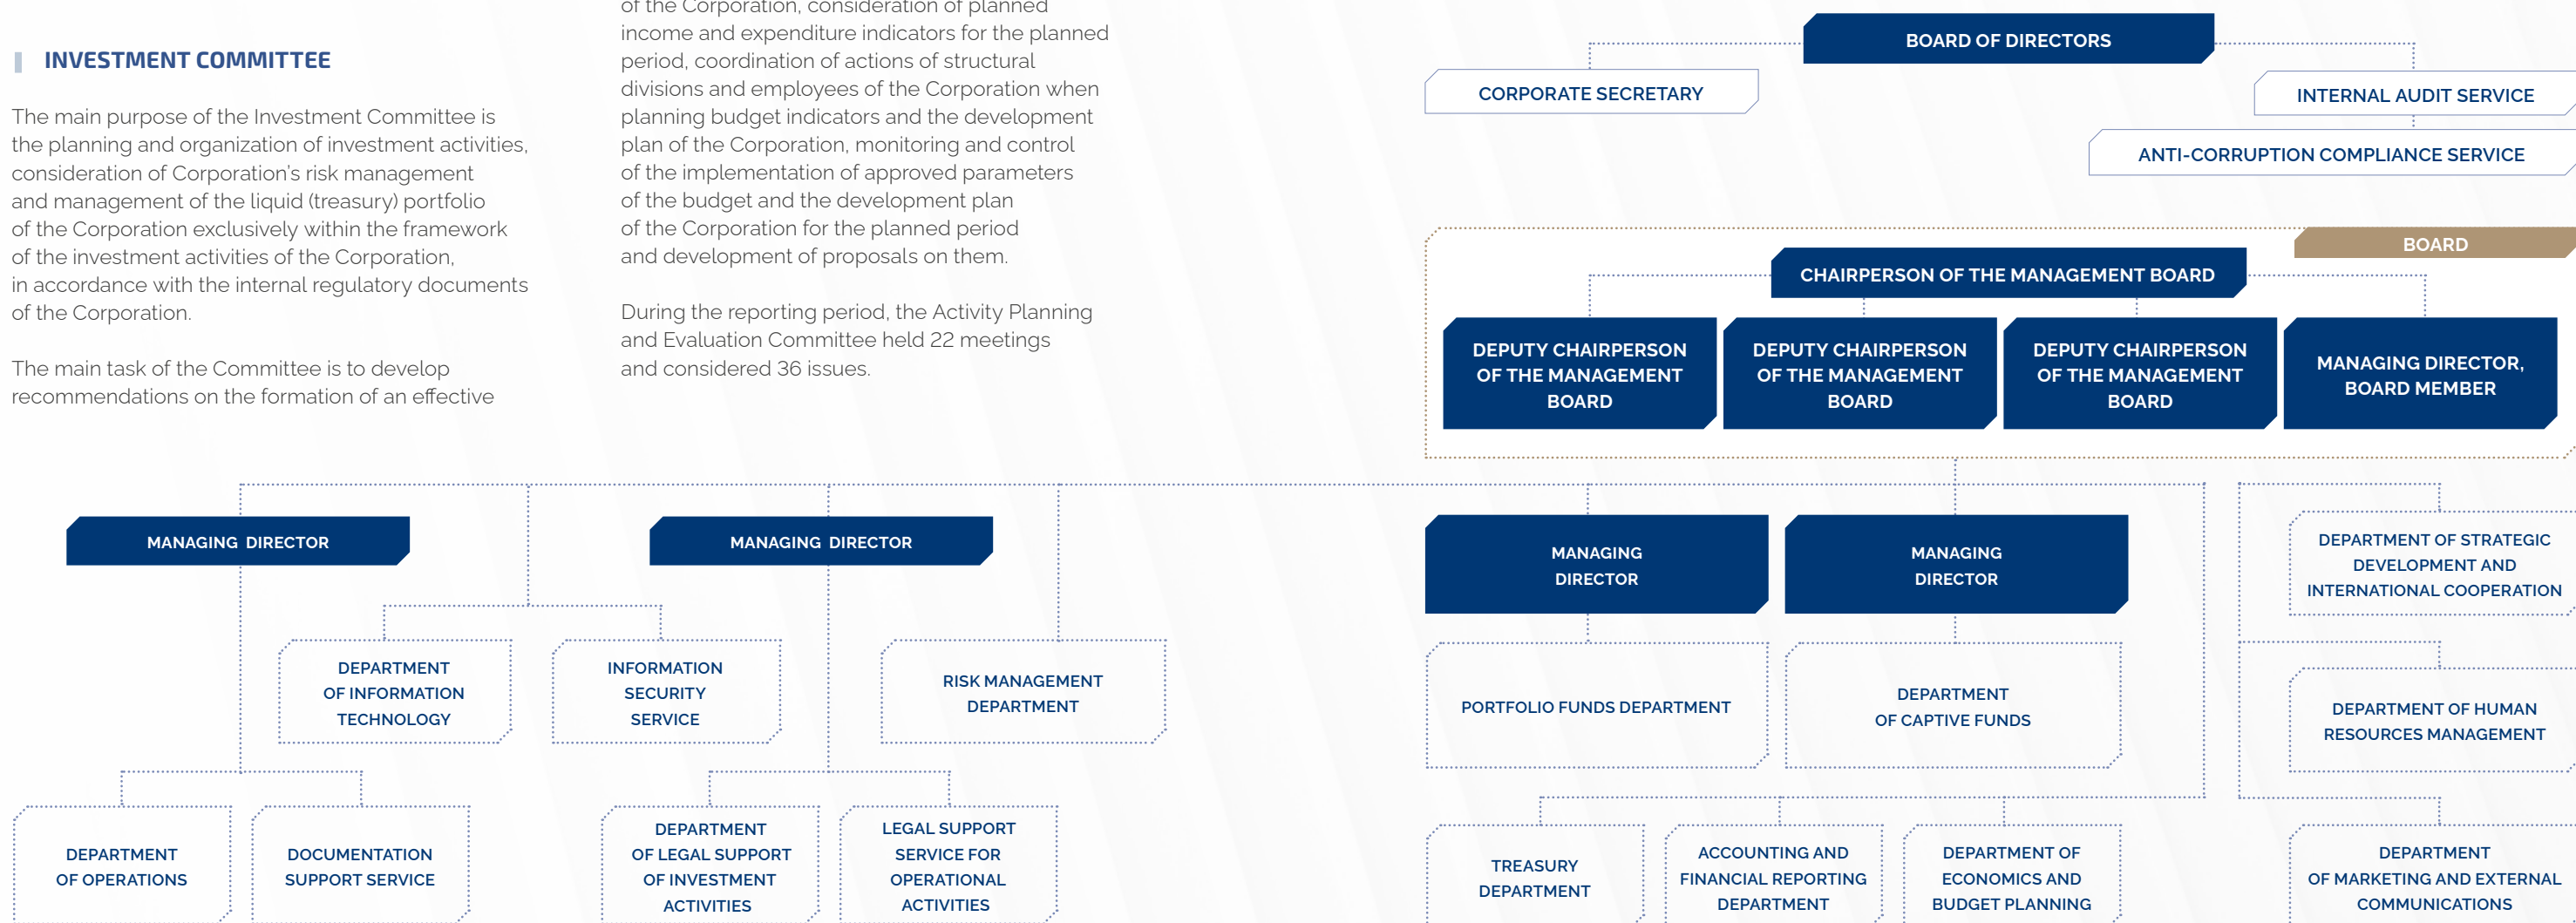 INVESTMENT COMMITTEE
The main purpose of the Investment Committee is
the planning and organization of investment activities,
consideration of Corporation's risk management
and management of the liquid (treasury) portfolio
of the Corporation exclusively within the framework
of the investment activities of the Corporation,
in accordance with the internal regulatory documents
of the Corporation.
The main task of the Committee is to develop
recommendations on the formation of an effective
of the Corporation, consideration of planned
income and expenditure indicators for the planned
period, coordination of actions of structural
divisions and employees of the Corporation when
planning budget indicators and the development
plan of the Corporation, monitoring and control
of the implementation of approved parameters
of the budget and the development plan
of the Corporation for the planned period
and development of proposals on them.
During the reporting period, the Activity Planning
and Evaluation Committee held 22 meetings
and considered 36 issues.
BOARD OF DIRECTORS
CORPORATE SECRETARY
INTERNAL AUDIT SERVICE
ANTI-CORRUPTION COMPLIANCE SERVICE
BOARD
CHAIRPERSON OF THE MANAGEMENT BOARD
DEPUTY CHAIRPERSON
OF THE MANAGEMENT
BOARD
DEPUTY CHAIRPERSON
OF THE MANAGEMENT
BOARD
DEPUTY CHAIRPERSON
OF THE MANAGEMENT
BOARD
MANAGING DIRECTOR,
BOARD MEMBER
MANAGING DIRECTOR
MANAGING DIRECTOR
MANAGING
DIRECTOR
MANAGING
DIRECTOR
DEPARTMENT OF STRATEGIC
DEVELOPMENT AND
INTERNATIONAL COOPERATION
DEPARTMENT
OF INFORMATION
TECHNOLOGY
INFORMATION
SECURITY
SERVICE
RISK MANAGEMENT
DEPARTMENT
PORTFOLIO FUNDS DEPARTMENT
DEPARTMENT
OF CAPTIVE FUNDS
DEPARTMENT OF HUMAN
RESOURCES MANAGEMENT
DEPARTMENT
OF OPERATIONS
DOCUMENTATION
SUPPORT SERVICE
DEPARTMENT
OF LEGAL SUPPORT
OF INVESTMENT
ACTIVITIES
LEGAL SUPPORT
SERVICE FOR
OPERATIONAL
ACTIVITIES
TREASURY
DEPARTMENT
ACCOUNTING AND
FINANCIAL REPORTING
DEPARTMENT
DEPARTMENT OF
ECONOMICS AND
BUDGET PLANNING
DEPARTMENT
OF MARKETING AND EXTERNAL
COMMUNICATIONS